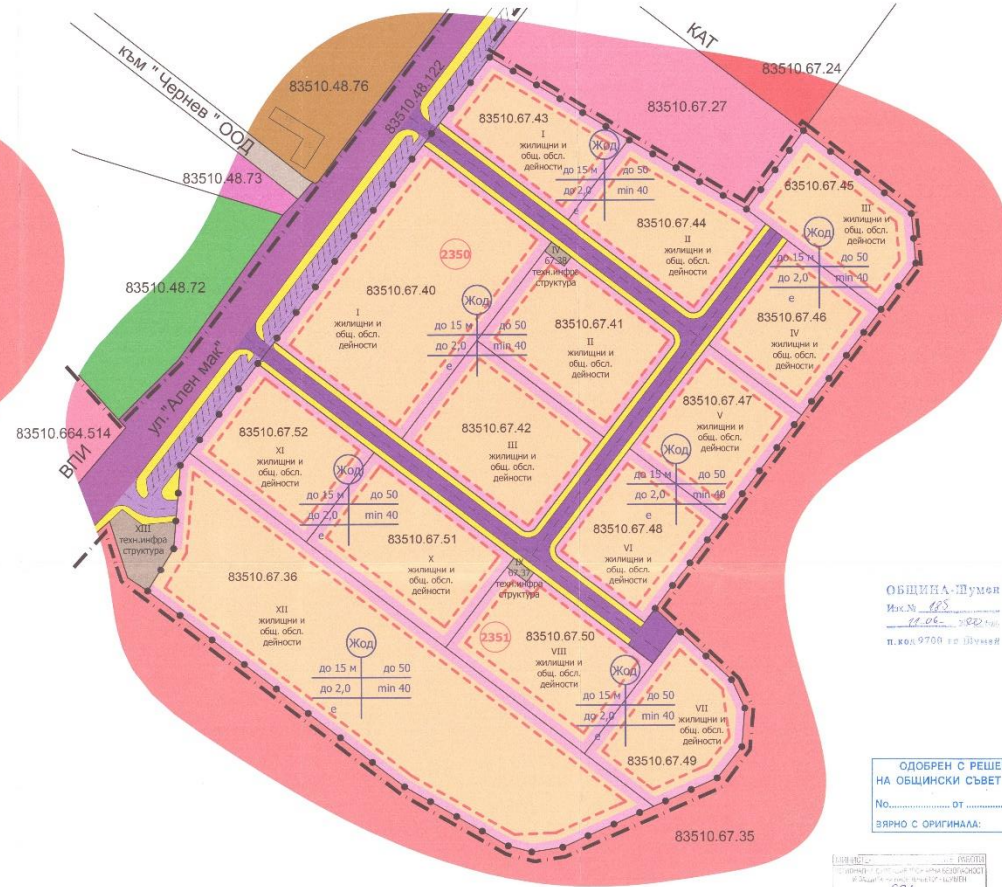 КАТ
към " Чернев " ООД
83510.48.76
83510.48.122
83510.67.24
83510.67.27
83510.67.43
I
жилищни и
общ. обсл.
дейности
Жод
до 15 м до 50
до 2,0 min 40
е
83510.48.73
83510.67.45
III
жилищни и
общ. обсл.
дейности
83510.67.44
II
жилищни и
общ. обсл.
дейности
Жод
до 15 м до 50
до 2,0 min 40
е
2350
IV
67.38
техн.инфра
структура
83510.48.72
83510.67.40
I
жилищни и
общ. обсл.
дейности
Жод
до 15 м до 50
до 2,0 min 40
е
83510.67.41
II
жилищни и
общ. обсл.
дейности
83510.67.46
IV
жилищни и
общ. обсл.
дейности
ул."Ален мак"
83510.664.514
ВПИ
83510.67.47
V
жилищни и
общ. обсл.
дейности
83510.67.52
XI
жилищни и
общ. обсл.
дейности
83510.67.42
III
жилищни и
общ. обсл.
дейности
Жод
до 15 м до 50
до 2,0 min 40
е
Жод
до 15 м до 50
до 2,0 min 40
е
XIII
техн.инфра
структура
83510.67.51
X
жилищни и
общ. обсл.
дейности
83510.67.48
VI
жилищни и
общ. обсл.
дейности
IX
67.37
техн.инфра
структура
83510.67.36
XII
жилищни и
общ. обсл.
дейности
Жод
до 15 м до 50
до 2,0 min 40
е
2351
83510.67.50
VIII
жилищни и
общ. обсл.
дейности
Жод
до 15 м до 50
до 2,0 min 40
е
VII
жилищни и
общ. обсл.
дейности
83510.67.49
83510.67.35
ОБЩИНА-Шумен
п.код 9700 гр Шумен
ОДОБРЕН С РЕШЕ
НА ОБЩИНСКИ СЪВЕТ
No. от
ВЯРНО С ОРИГИНАЛА: